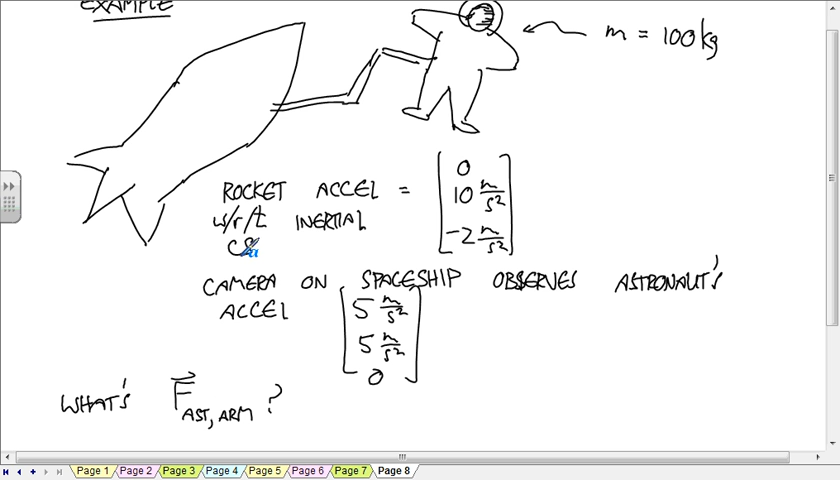 EXAMPLE
m = 100kg
ROCKET ACCEL = [0 10 m/s² -2 m/s²]
w/r/t INERTIAL
CS
CAMERA ON SPACESHIP OBSERVES ASTRONAUT'S
ACCEL [5 m/s² 5 m/s² 0]
WHAT'S F⃗ AST, ARM ?
Page 1 Page 2 Page 3 Page 4 Page 5 Page 6 Page 7 Page 8